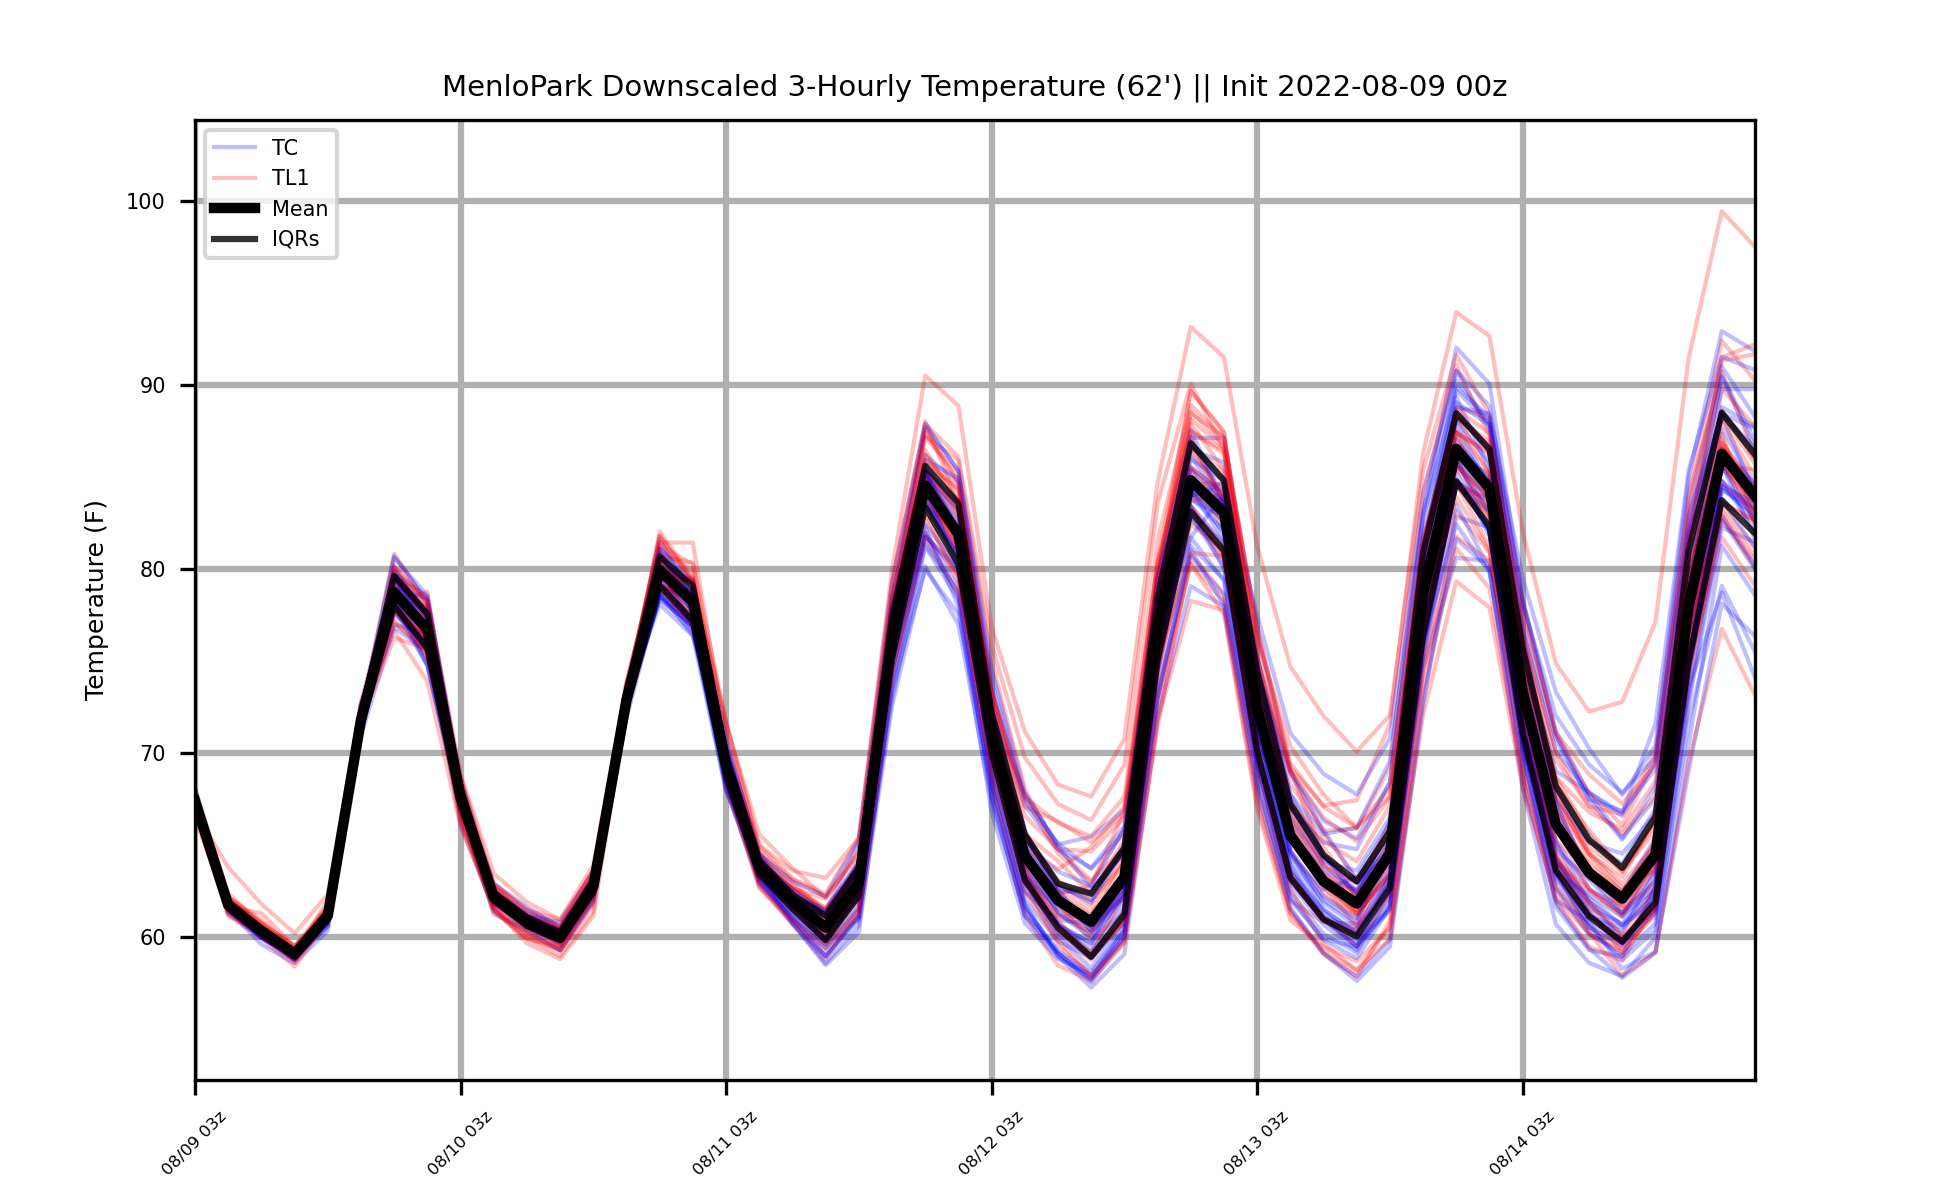 MenloPark Downscaled 3-Hourly Temperature (62') || Init 2022-08-09 00z
TC
TL1
Mean
IQRs
Temperature (F)
100
90
80
70
60
08/09 03z
08/10 03z
08/11 03z
08/12 03z
08/13 03z
08/14 03z